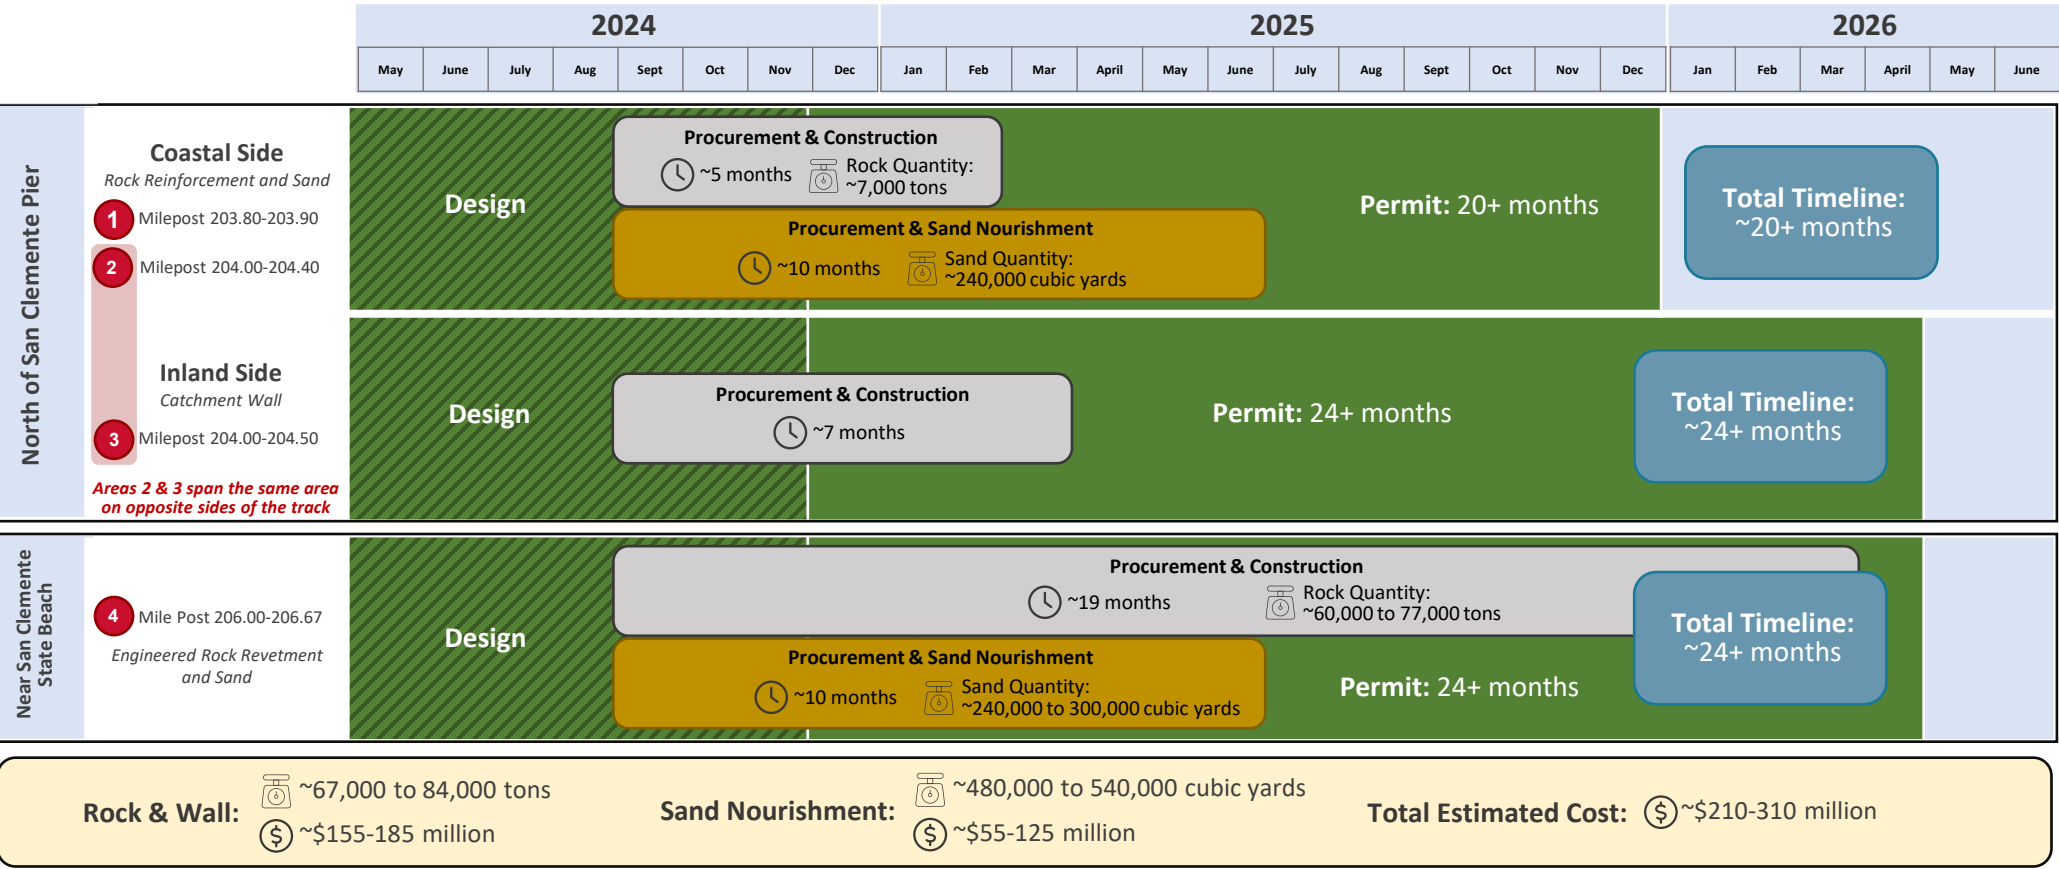 2024
2025
2026
May
June
July
Aug
Sept
Oct
Nov
Dec
Jan
Feb
Mar
April
May
June
July
Aug
Sept
Oct
Nov
Dec
Jan
Feb
Mar
April
May
June
North of San Clemente Pier
Coastal Side
Rock Reinforcement and Sand
1
Milepost 203.80-203.90
2
Milepost 204.00-204.40
Design
Procurement & Construction
~5 months
Rock Quantity:
~7,000 tons
Procurement & Sand Nourishment
~10 months
Sand Quantity:
~240,000 cubic yards
Permit: 20+ months
Total Timeline:
~20+ months
Inland Side
Catchment Wall
3
Milepost 204.00-204.50
Areas 2 & 3 span the same area
on opposite sides of the track
Design
Procurement & Construction
~7 months
Permit: 24+ months
Total Timeline:
~24+ months
Near San Clemente
State Beach
4
Mile Post 206.00-206.67
Engineered Rock Revetment
and Sand
Design
Procurement & Construction
~19 months
Rock Quantity:
~60,000 to 77,000 tons
Procurement & Sand Nourishment
~10 months
Sand Quantity:
~240,000 to 300,000 cubic yards
Permit: 24+ months
Total Timeline:
~24+ months
Rock & Wall:
~67,000 to 84,000 tons
$
~$155-185 million
Sand Nourishment:
~480,000 to 540,000 cubic yards
$
~$55-125 million
Total Estimated Cost:
$
~$210-310 million